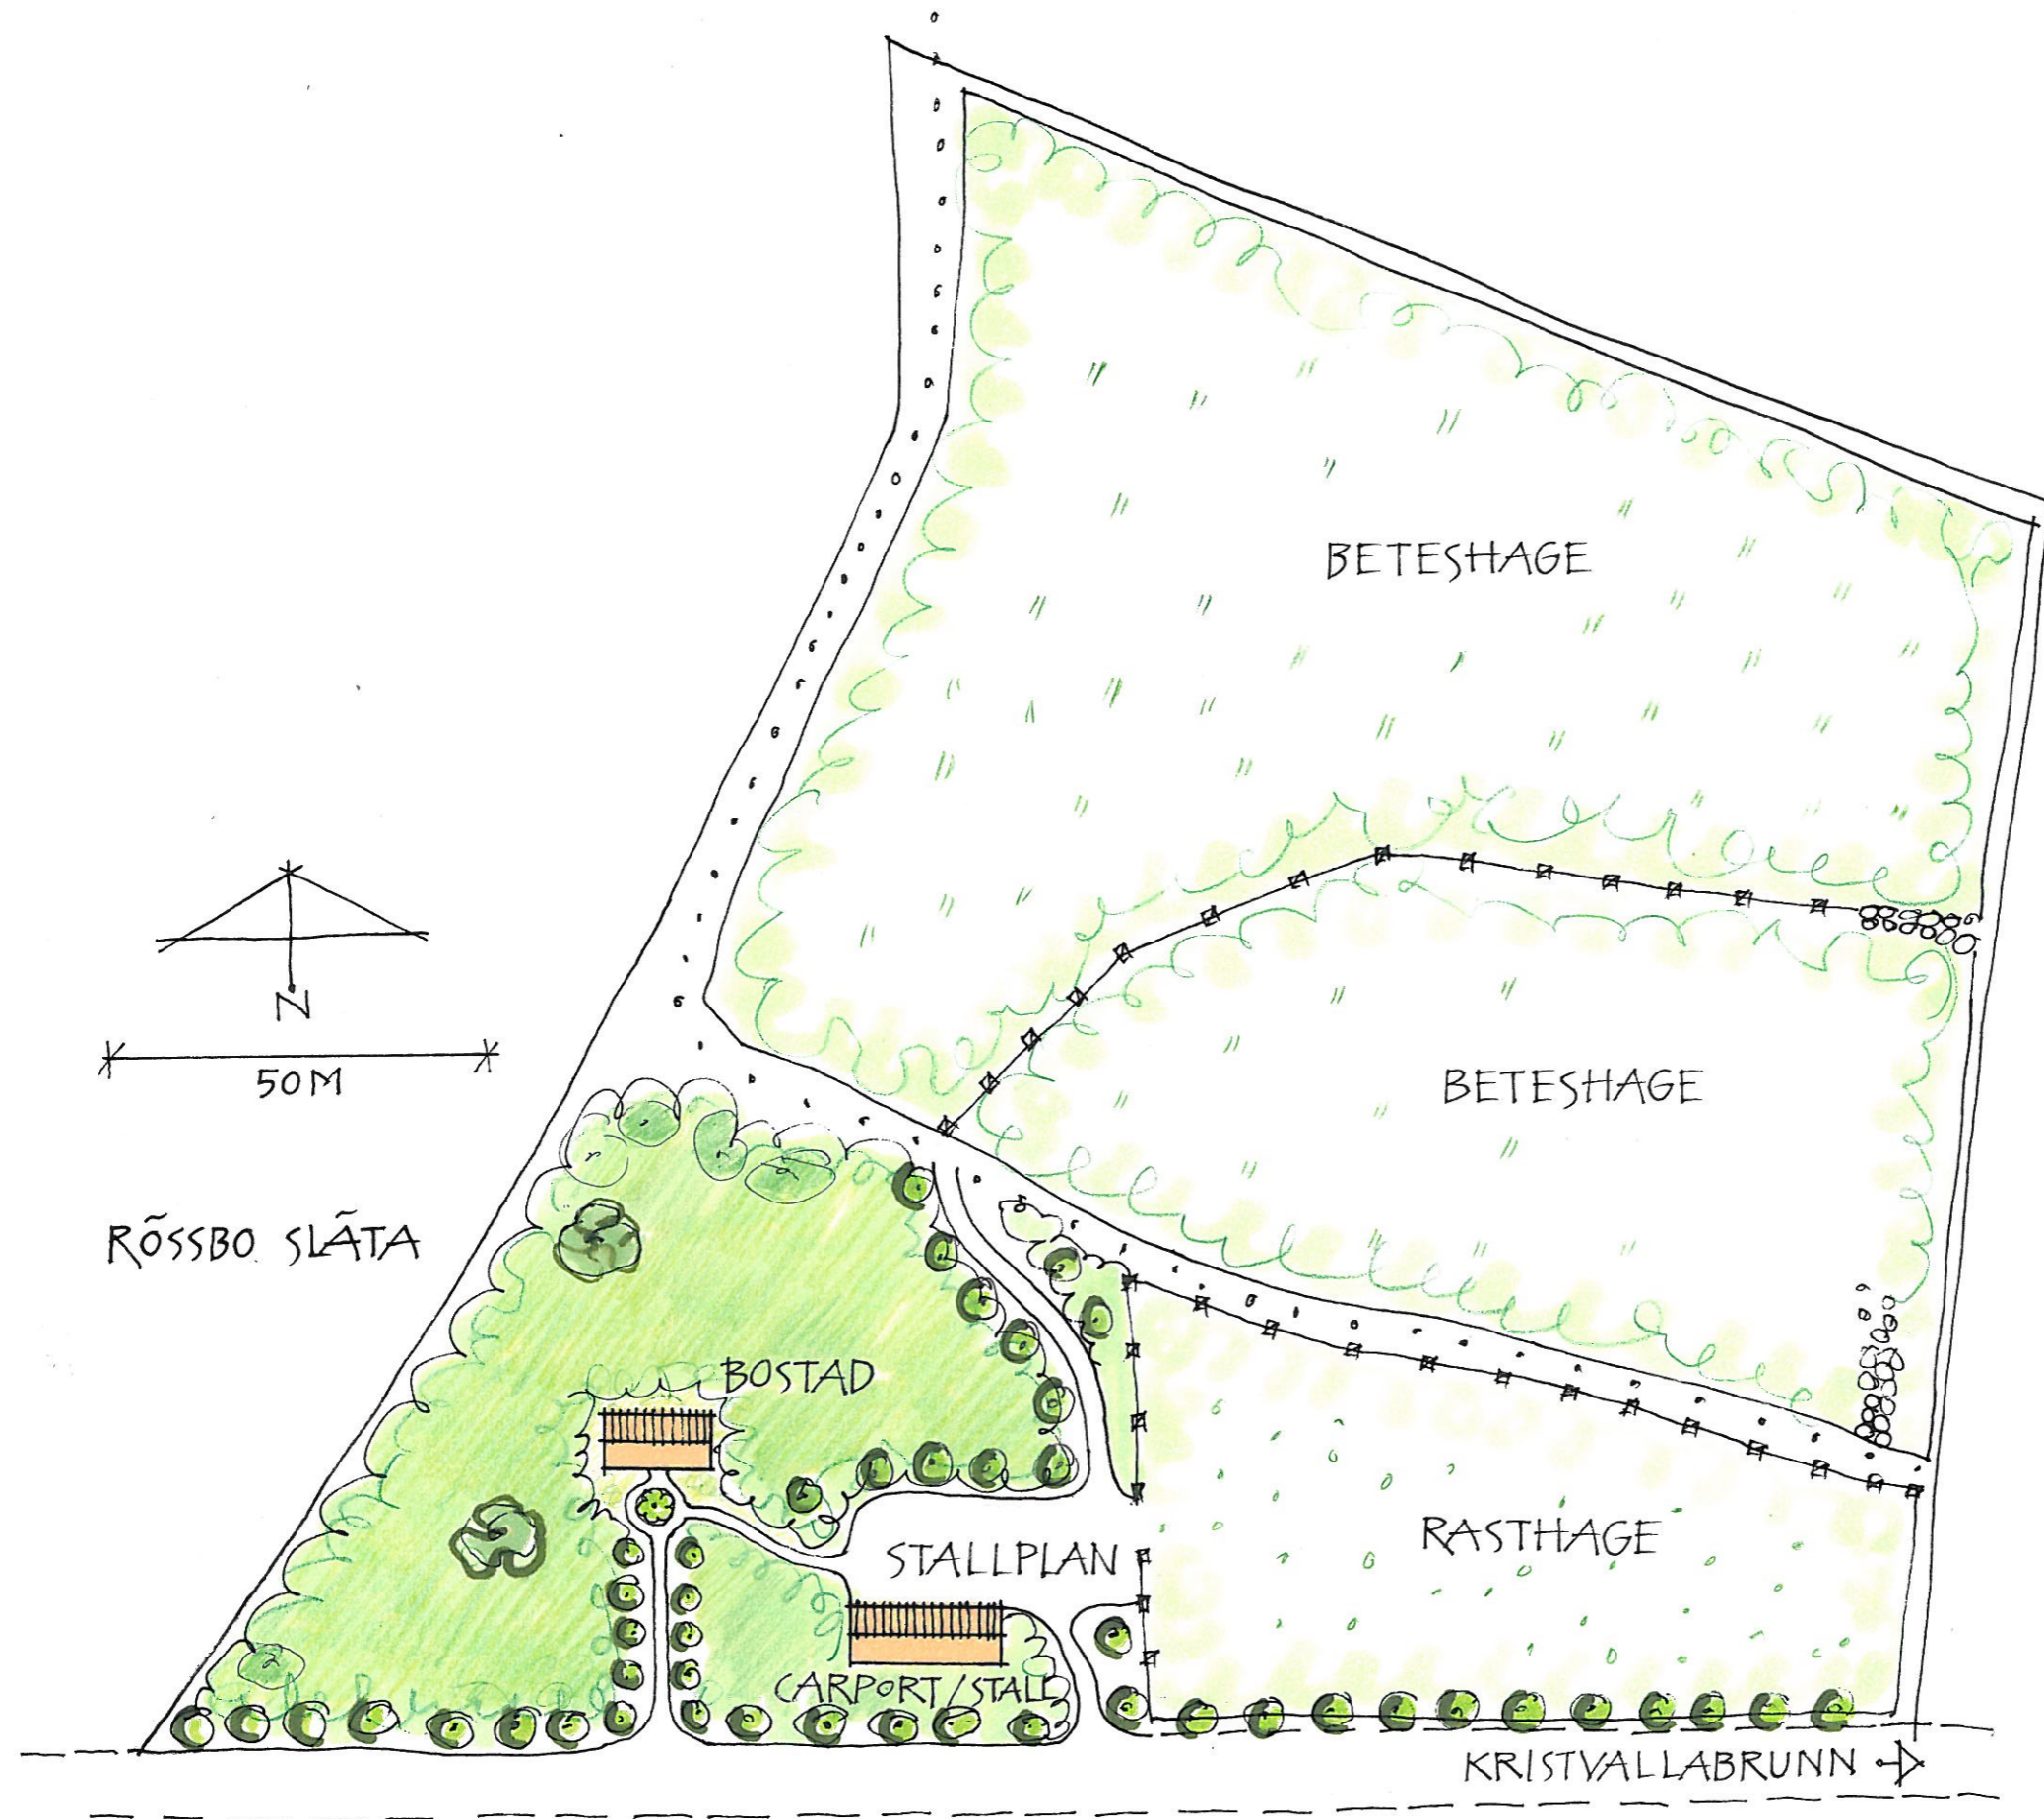 BETESHAGE
N
50M
BETESHAGE
RÖSSBO SLÄTA
BOSTAD
STALLPLAN
RASTHAGE
CARPORT/STALL
KRISTVALLABRUNN